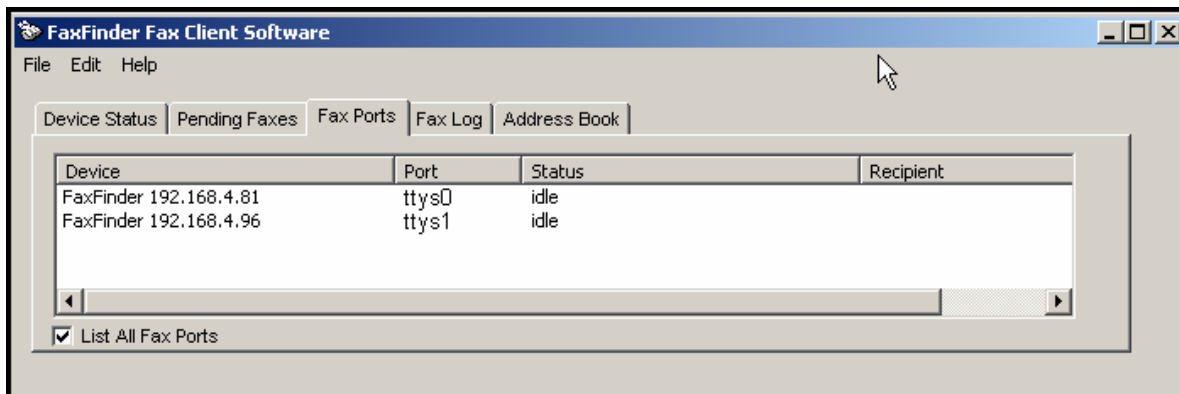 FaxFinder Fax Client Software
File Edit Help
Device Status Pending Faxes Fax Ports Fax Log Address Book
Device Port Status Recipient
FaxFinder 192.168.4.81 ttys0 idle
FaxFinder 192.168.4.96 ttys1 idle
List All Fax Ports